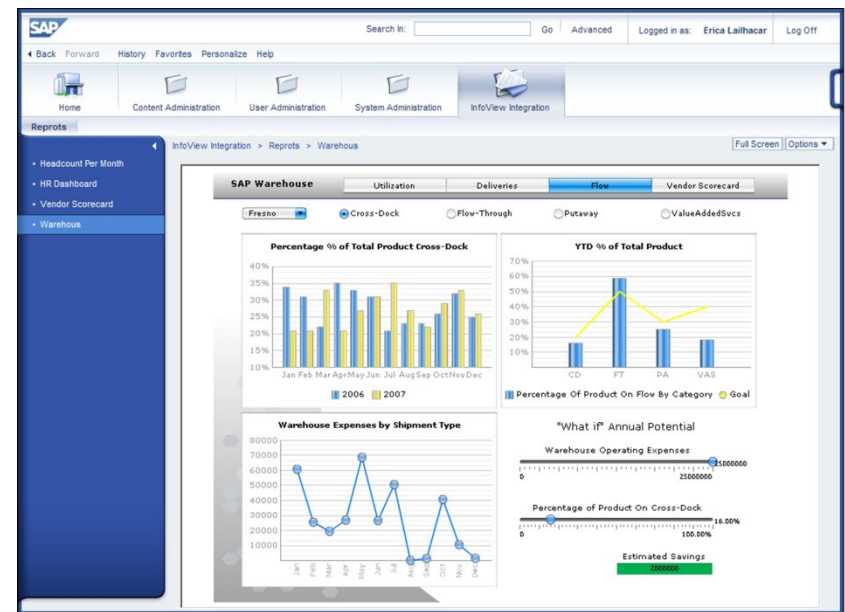 SAP
Search In: Go Advanced Logged in as: Erica Lailhacar Log Off
Back Forward History Favorites Personalize Help
Home Content Administration User Administration System Administration InfoView Integration
Reprots
InfoView Integration > Reprots > Warehous Full Screen Options
• Headcount Per Month
• HR Dashboard
• Vendor Scorecard
• Warehous
SAP Warehouse Utilization Deliveries Flow Vendor Scorecard
Fresno Cross-Dock Flow-Through Putaway ValueAddedSvcs
Percentage % of Total Product Cross-Dock
40%
35%
30%
25%
20%
15%
10%
Jan Feb Mar Apr May Jun Jul Aug Sep Oct Nov Dec
2006 2007
YTD % of Total Product
70%
60%
50%
40%
30%
20%
10%
CD FT PA VAS
Percentage Of Product On Flow By Category Goal
Warehouse Expenses by Shipment Type
80000
70000
60000
50000
40000
30000
20000
10000
Jan Feb Mar Apr May Jun Jul Aug Sep Oct Nov Dec
"What if" Annual Potential
Warehouse Operating Expenses
25000000
0 25000000
Percentage of Product On Cross-Dock
16.00%
0 100.00%
Estimated Savings
2000000